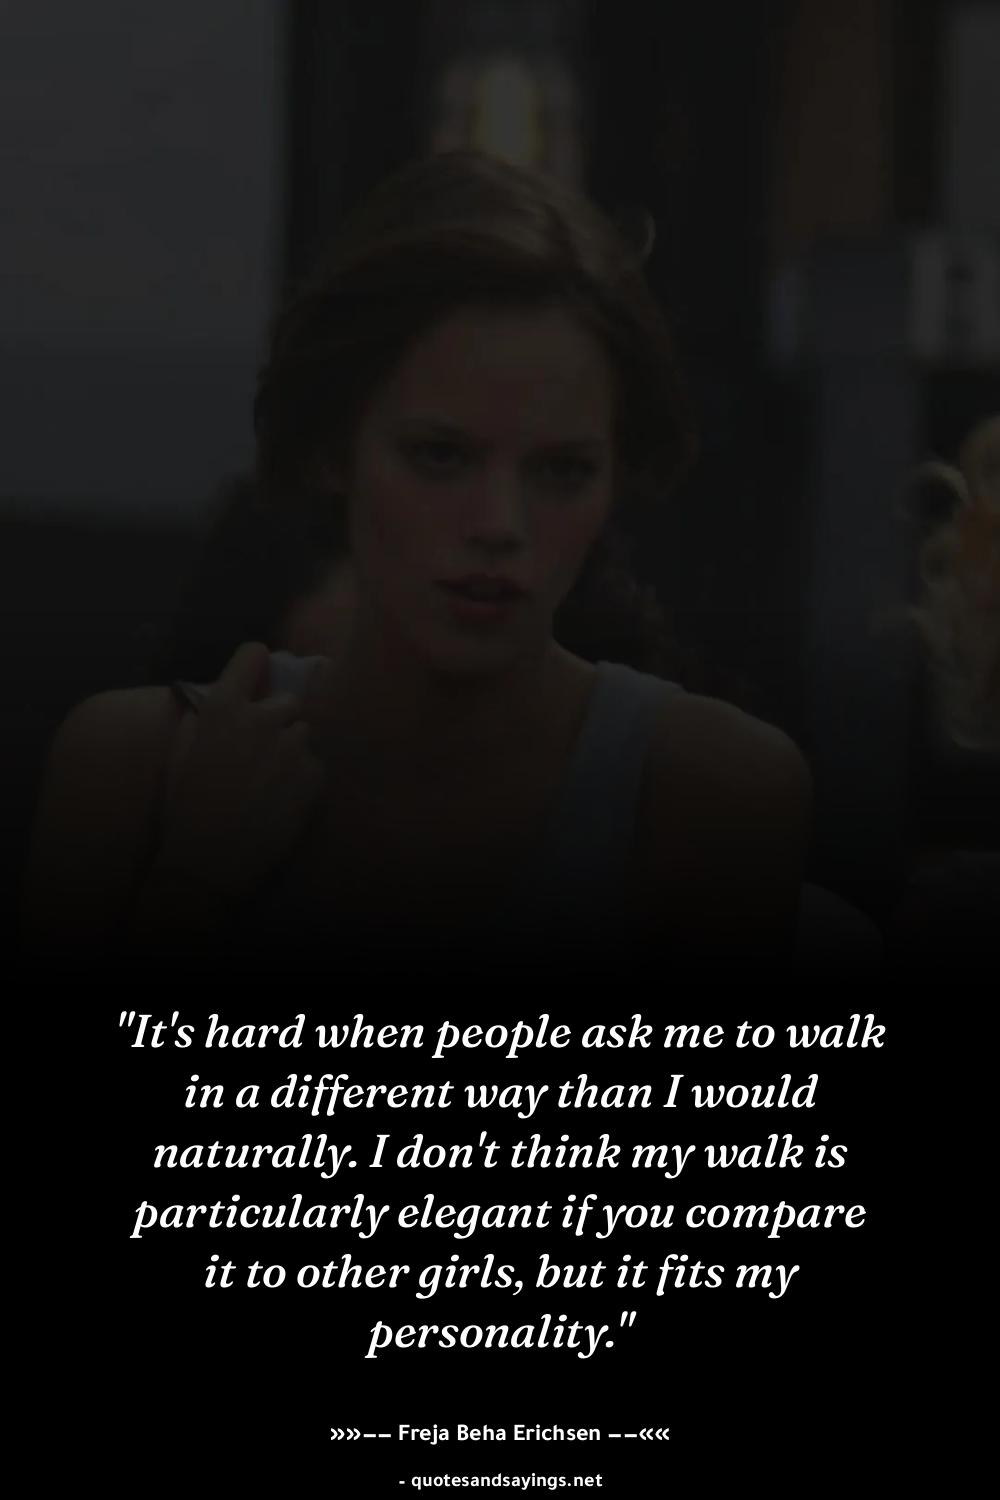 "It's hard when people ask me to walk
in a different way than I would
naturally. I don't think my walk is
particularly elegant if you compare
it to other girls, but it fits my
personality."
»»–– Freja Beha Erichsen ––««
- quotesandsayings.net